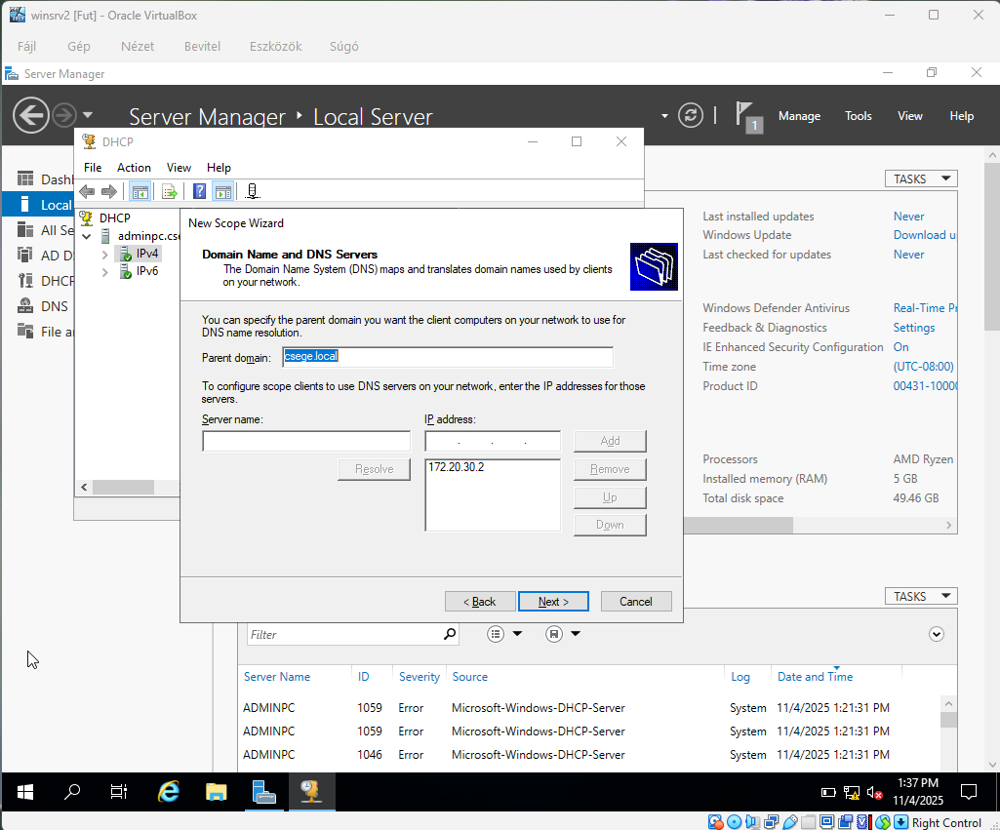 winsrv2 [Fut] - Oracle VirtualBox
Fájl Gép Nézet Bevitel Eszközök Súgó
Server Manager
Server Manager ‣ Local Server
1
Manage Tools View Help
DHCP
File Action View Help
Dashb
Local
All Se
AD D
DHCP
DNS
File a
DHCP
adminpc.cse
IPv4
IPv6
New Scope Wizard
Domain Name and DNS Servers
The Domain Name System (DNS) maps and translates domain names used by clients
on your network.
You can specify the parent domain you want the client computers on your network to use for
DNS name resolution.
Parent domain: csege.local
To configure scope clients to use DNS servers on your network, enter the IP addresses for those
servers.
Server name: IP address:
. . . Add
Resolve 172.20.30.2 Remove
Up
Down
< Back Next > Cancel
TASKS
Last installed updates Never
Windows Update Download u
Last checked for updates Never
Windows Defender Antivirus Real-Time Pr
Feedback & Diagnostics Settings
IE Enhanced Security Configuration On
Time zone (UTC-08:00)
Product ID 00431-1000
Processors AMD Ryzen
Installed memory (RAM) 5 GB
Total disk space 49.46 GB
TASKS
Filter
Server Name ID Severity Source Log Date and Time
ADMINPC 1059 Error Microsoft-Windows-DHCP-Server System 11/4/2025 1:21:31 PM
ADMINPC 1059 Error Microsoft-Windows-DHCP-Server System 11/4/2025 1:21:31 PM
ADMINPC 1046 Error Microsoft-Windows-DHCP-Server System 11/4/2025 1:21:31 PM
1:37 PM
11/4/2025
Right Control